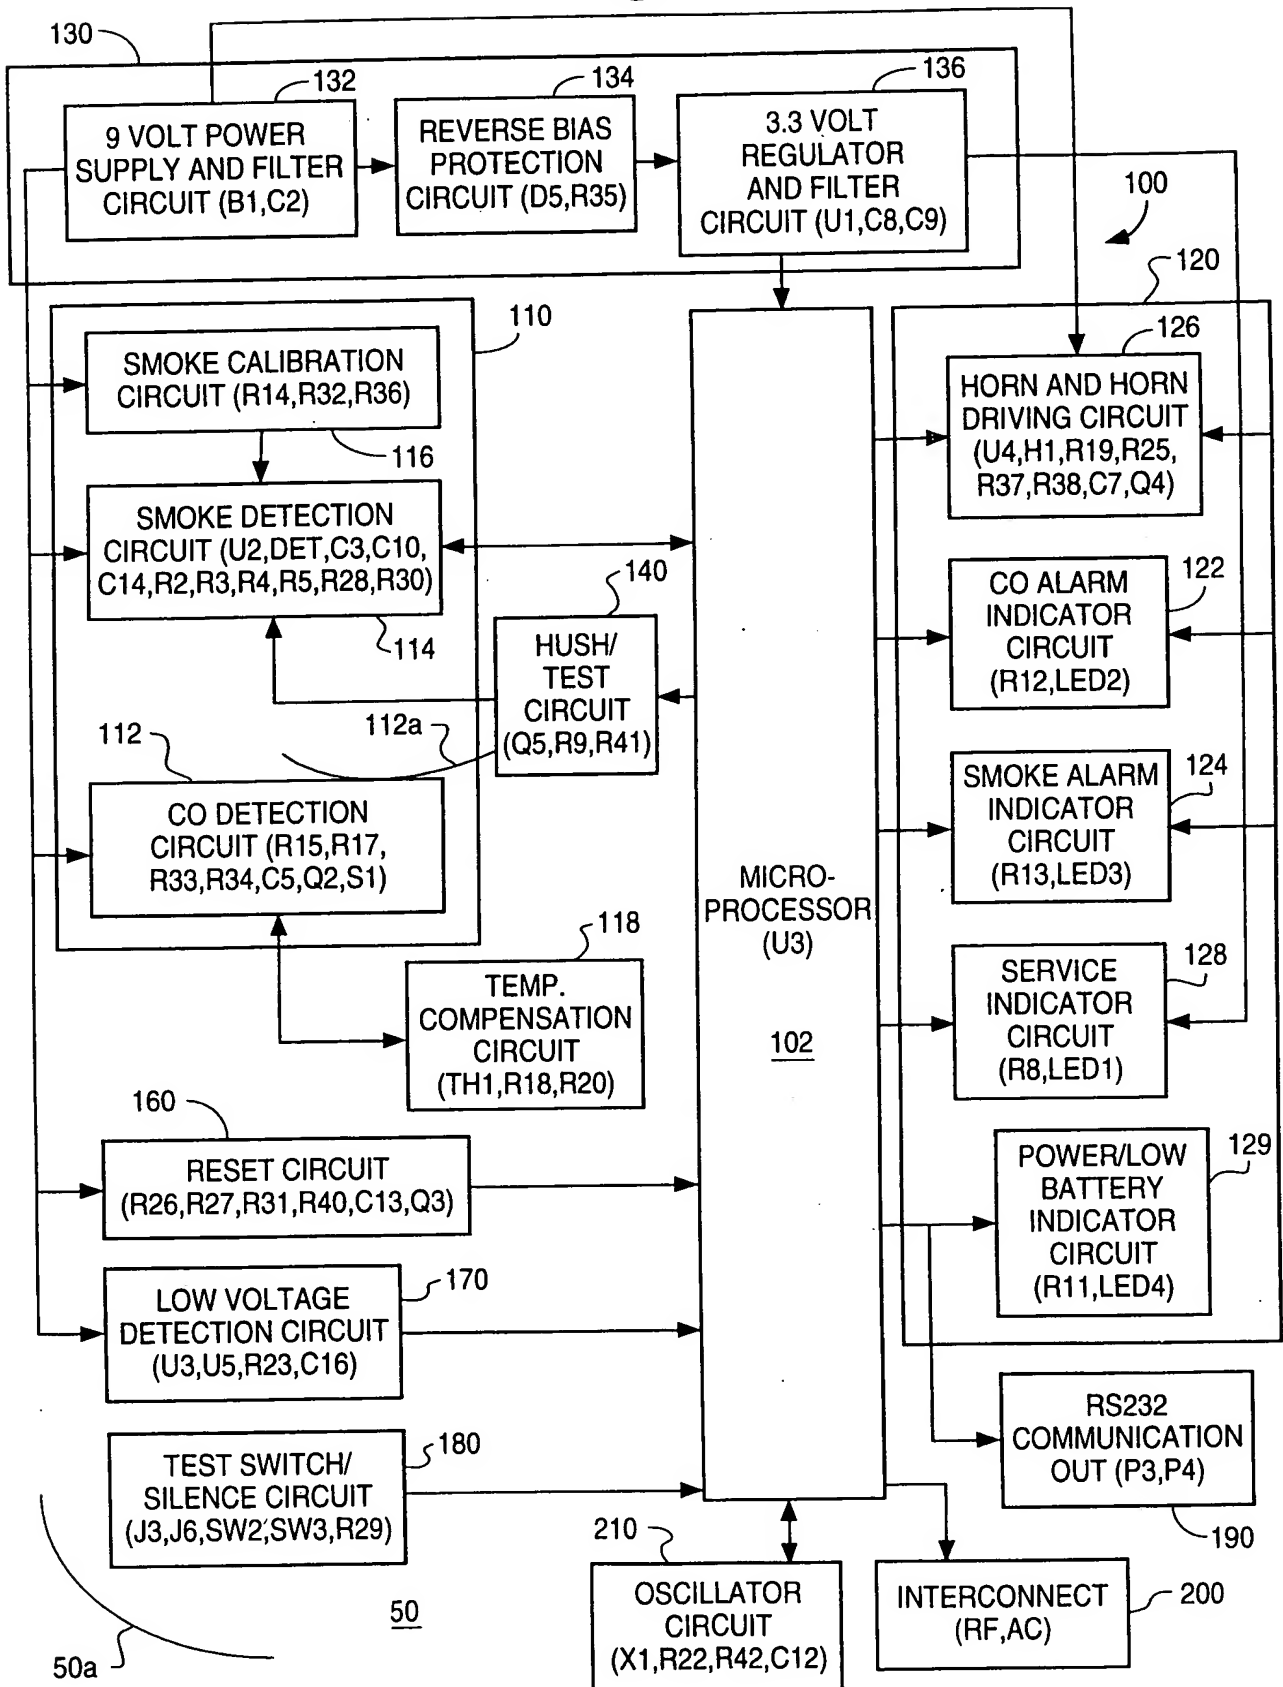 130
132
9 VOLT POWER
SUPPLY AND FILTER
CIRCUIT (B1,C2)
134
REVERSE BIAS
PROTECTION
CIRCUIT (D5,R35)
136
3.3 VOLT
REGULATOR
AND FILTER
CIRCUIT (U1,C8,C9)
100
120
110
SMOKE CALIBRATION
CIRCUIT (R14,R32,R36)
116
SMOKE DETECTION
CIRCUIT (U2,DET,C3,C10,
C14,R2,R3,R4,R5,R28,R30)
114
140
HUSH/
TEST
CIRCUIT
(Q5,R9,R41)
112
112a
CO DETECTION
CIRCUIT (R15,R17,
R33,R34,C5,Q2,S1)
118
TEMP.
COMPENSATION
CIRCUIT
(TH1,R18,R20)
160
RESET CIRCUIT
(R26,R27,R31,R40,C13,Q3)
170
LOW VOLTAGE
DETECTION CIRCUIT
(U3,U5,R23,C16)
180
TEST SWITCH/
SILENCE CIRCUIT
(J3,J6,SW2,SW3,R29)
MICRO-
PROCESSOR
(U3)
102
126
HORN AND HORN
DRIVING CIRCUIT
(U4,H1,R19,R25,
R37,R38,C7,Q4)
122
CO ALARM
INDICATOR
CIRCUIT
(R12,LED2)
124
SMOKE ALARM
INDICATOR
CIRCUIT
(R13,LED3)
128
SERVICE
INDICATOR
CIRCUIT
(R8,LED1)
129
POWER/LOW
BATTERY
INDICATOR
CIRCUIT
(R11,LED4)
RS232
COMMUNICATION
OUT (P3,P4)
190
210
OSCILLATOR
CIRCUIT
(X1,R22,R42,C12)
INTERCONNECT
(RF,AC)
200
50
50a